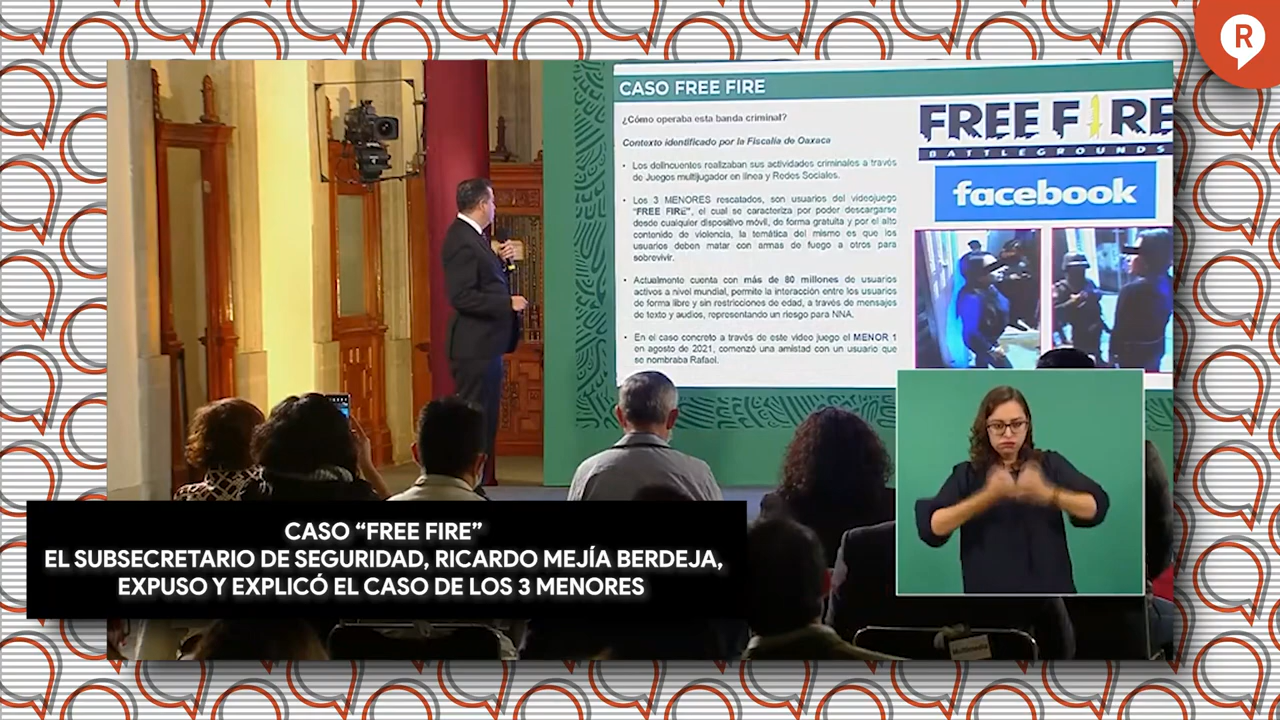 R
CASO FREE FIRE
¿Cómo operaba esta banda criminal?
Contexto identificado por la Fiscalía de Oaxaca
• Los delincuentes realizaban sus actividades criminales a través
de Juegos multijugador en línea y Redes Sociales.
• Los 3 MENORES rescatados, son usuarios del videojuego
“FREE FIRE”, el cual se caracteriza por poder descargarse
desde cualquier dispositivo móvil, de forma gratuita y por el alto
contenido de violencia, la temática del mismo es que los
usuarios deben matar con armas de fuego a otros para
sobrevivir.
• Actualmente cuenta con más de 80 millones de usuarios
activos a nivel mundial, permite la interacción entre los usuarios
de forma libre y sin restricciones de edad, a través de mensajes
de texto y audios, representando un riesgo para NNA.
• En el caso concreto a través de este video juego el MENOR 1
en agosto de 2021, comenzó una amistad con un usuario que
se nombraba Rafael.
FREE FIRE
BATTLEGROUNDS
facebook
CASO “FREE FIRE”
EL SUBSECRETARIO DE SEGURIDAD, RICARDO MEJÍA BERDEJA,
EXPUSO Y EXPLICÓ EL CASO DE LOS 3 MENORES
Multimedia